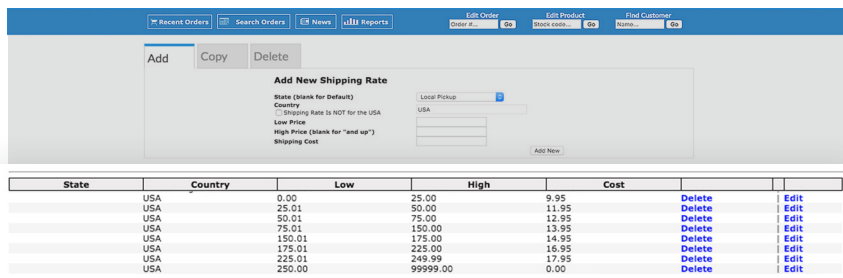 Recent Orders Search Orders News Reports
Edit Order Edit Product Find Customer
Order #... Go Stock code... Go Name... Go
Add Copy Delete
Add New Shipping Rate
State (blank for Default) Local Pickup
Country USA
Shipping Rate Is NOT for the USA
Low Price
High Price (blank for "and up")
Shipping Cost
Add New
State Country Low High Cost
USA 0.00 25.00 9.95 Delete | Edit
USA 25.01 50.00 11.95 Delete | Edit
USA 50.01 75.00 12.95 Delete | Edit
USA 75.01 150.00 13.95 Delete | Edit
USA 150.01 175.00 14.95 Delete | Edit
USA 175.01 225.00 16.95 Delete | Edit
USA 225.01 249.99 17.95 Delete | Edit
USA 250.00 99999.00 0.00 Delete | Edit